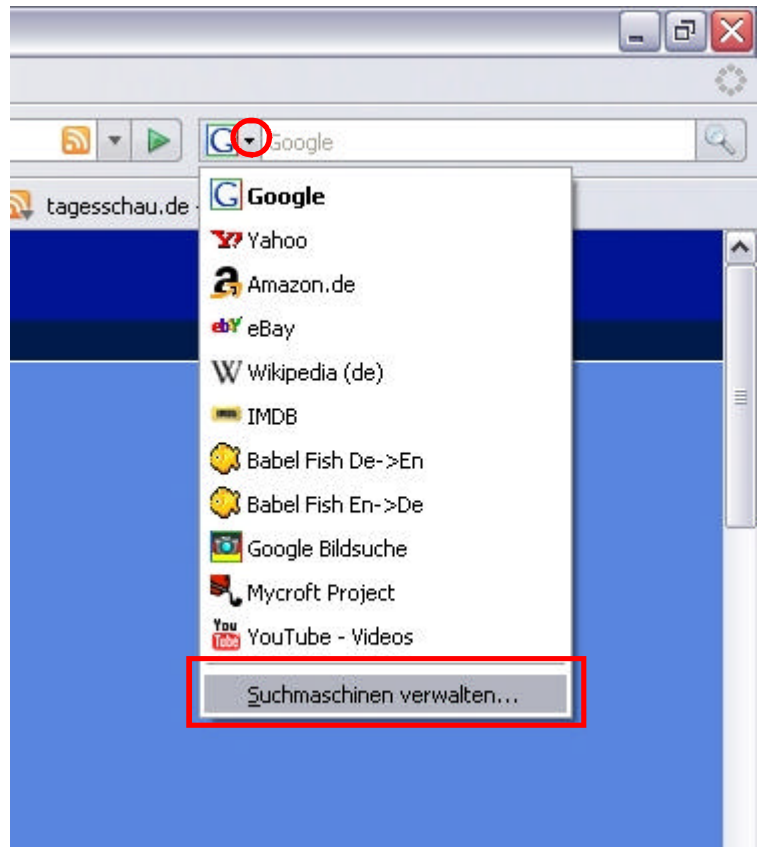 Google
tagesschau.de
Google
Yahoo
Amazon.de
eBay
Wikipedia (de)
IMDB
Babel Fish De->En
Babel Fish En->De
Google Bildsuche
Mycroft Project
YouTube - Videos
Suchmaschinen verwalten...